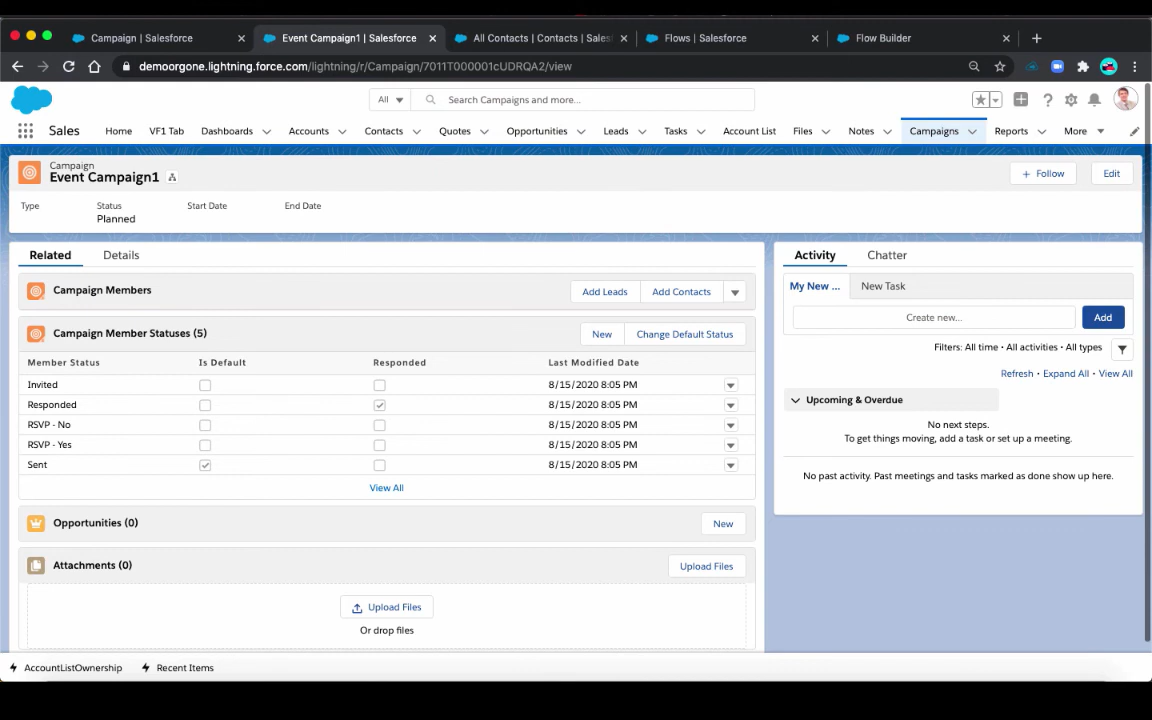 Campaign | Salesforce
Event Campaign1 | Salesforce
All Contacts | Contacts | Sales
Flows | Salesforce
Flow Builder
demoorgone.lightning.force.com/lightning/r/Campaign/7011T000001cUDRQA2/view
All
Search Campaigns and more...
Sales
Home
VF1 Tab
Dashboards
Accounts
Contacts
Quotes
Opportunities
Leads
Tasks
Account List
Files
Notes
Campaigns
Reports
More
Campaign
Event Campaign1
+ Follow
Edit
Type
Status
Start Date
End Date
Planned
Related
Details
Campaign Members
Add Leads
Add Contacts
Campaign Member Statuses (5)
New
Change Default Status
Member Status
Is Default
Responded
Last Modified Date
Invited
8/15/2020 8:05 PM
Responded
8/15/2020 8:05 PM
RSVP - No
8/15/2020 8:05 PM
RSVP - Yes
8/15/2020 8:05 PM
Sent
8/15/2020 8:05 PM
View All
Opportunities (0)
New
Attachments (0)
Upload Files
Upload Files
Or drop files
Activity
Chatter
My New ...
New Task
Create new...
Add
Filters: All time • All activities • All types
Refresh • Expand All • View All
Upcoming & Overdue
No next steps.
To get things moving, add a task or set up a meeting.
No past activity. Past meetings and tasks marked as done show up here.
AccountListOwnership
Recent Items